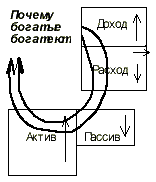 Почему
богатые
богатеют
Доход
Расход
Актив
Пассив